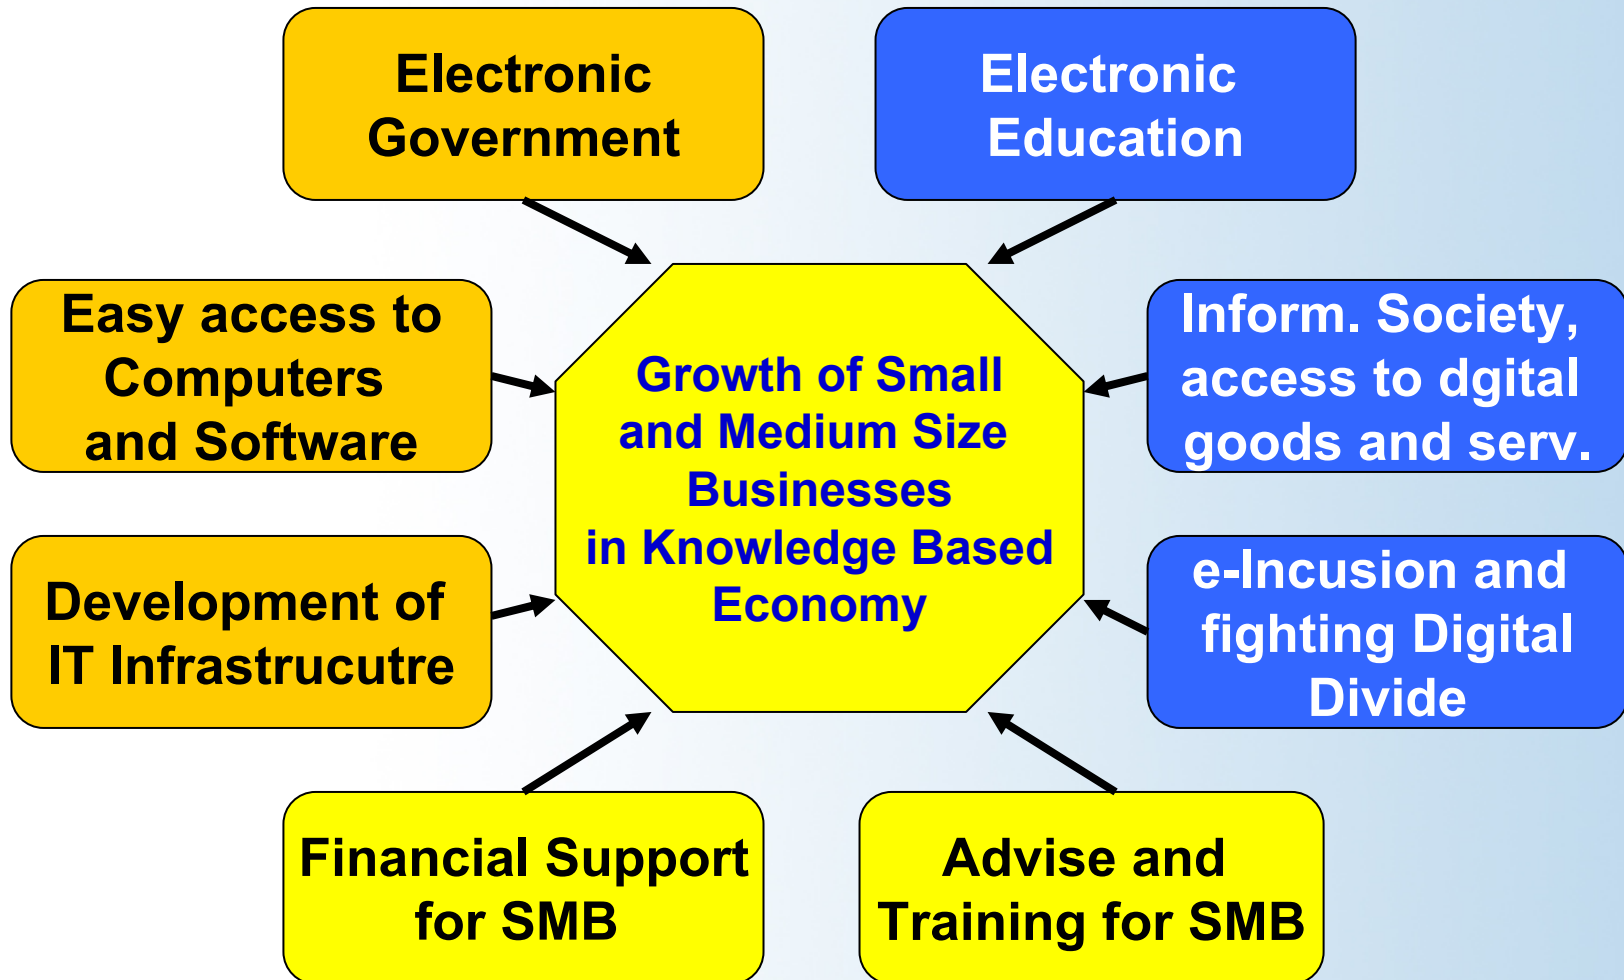 Electronic
Government
Electronic
Education
Easy access to
Computers
and Software
Growth of Small
and Medium Size
Businesses
in Knowledge Based
Economy
Inform. Society,
access to dgital
goods and serv.
Development of
IT Infrastrucutre
e-Incusion and
fighting Digital
Divide
Financial Support
for SMB
Advise and
Training for SMB